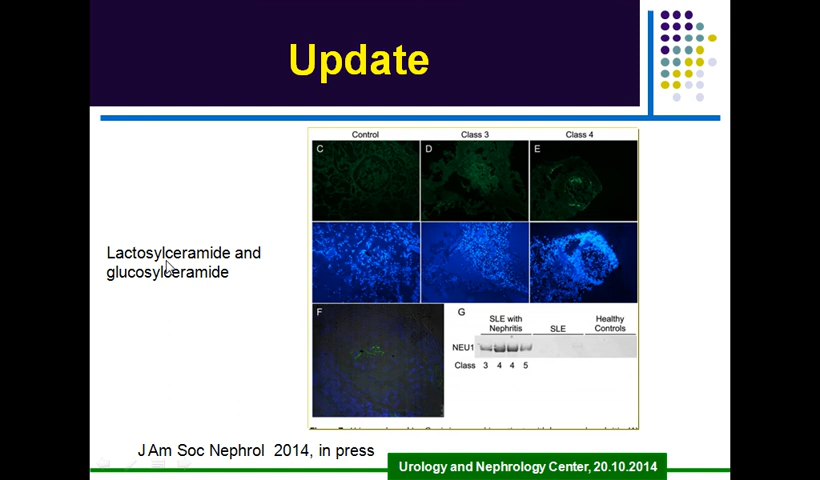 Update
Control Class 3 Class 4
C D E
Lactosylceramide and
glucosylceramide
F G
SLE with
Nephritis
SLE
Healthy
Controls
NEU1
Class 3 4 4 5
J Am Soc Nephrol 2014, in press
Urology and Nephrology Center, 20.10.2014